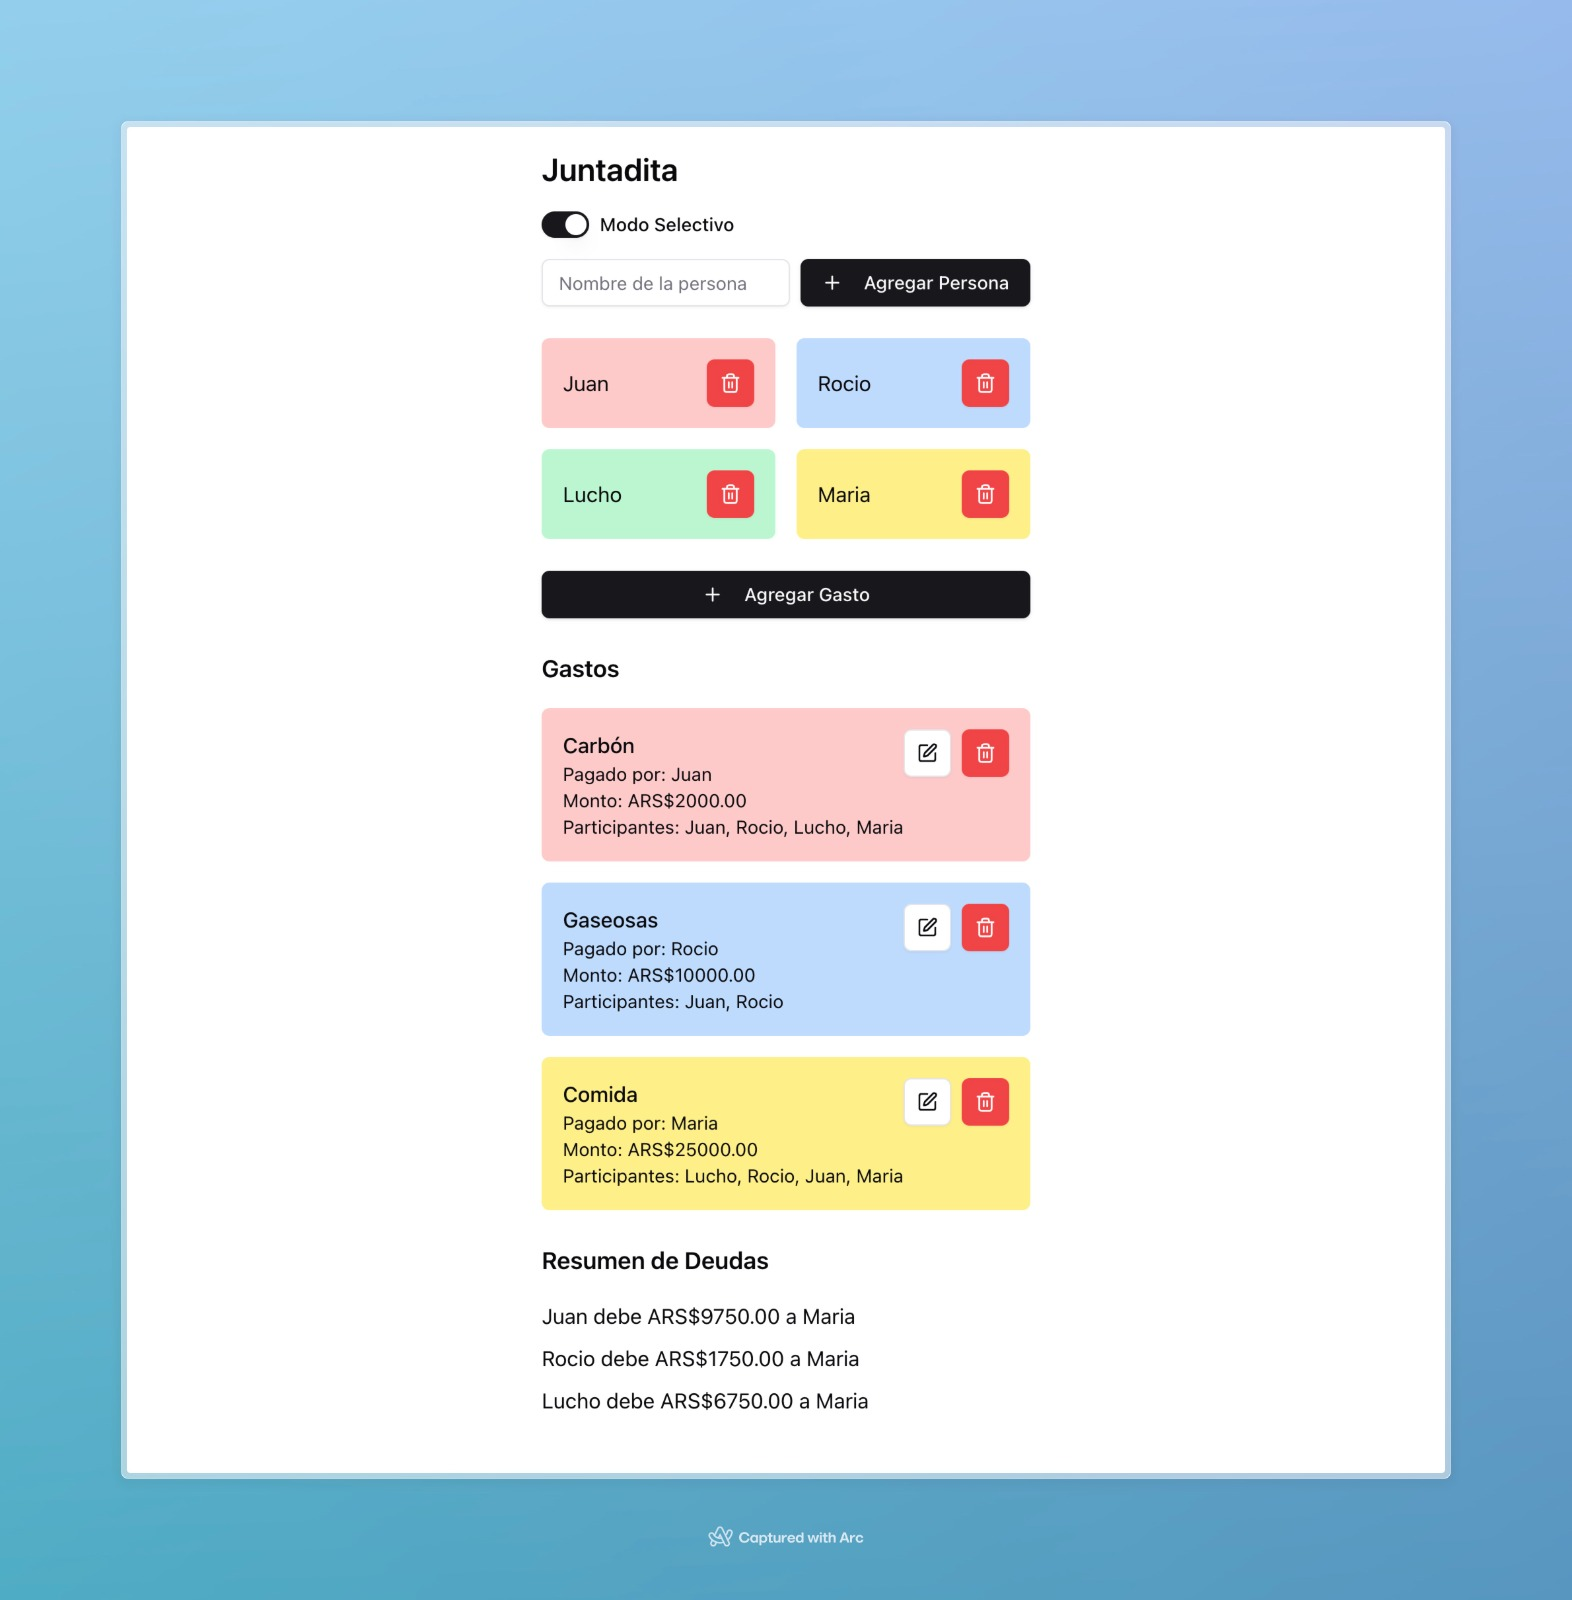 Juntadita
Modo Selectivo
Nombre de la persona
Agregar Persona
Juan
Rocio
Lucho
Maria
Agregar Gasto
Gastos
Carbón
Pagado por: Juan
Monto: ARS$2000.00
Participantes: Juan, Rocio, Lucho, Maria
Gaseosas
Pagado por: Rocio
Monto: ARS$10000.00
Participantes: Juan, Rocio
Comida
Pagado por: Maria
Monto: ARS$25000.00
Participantes: Lucho, Rocio, Juan, Maria
Resumen de Deudas
Juan debe ARS$9750.00 a Maria
Rocio debe ARS$1750.00 a Maria
Lucho debe ARS$6750.00 a Maria
Captured with Arc